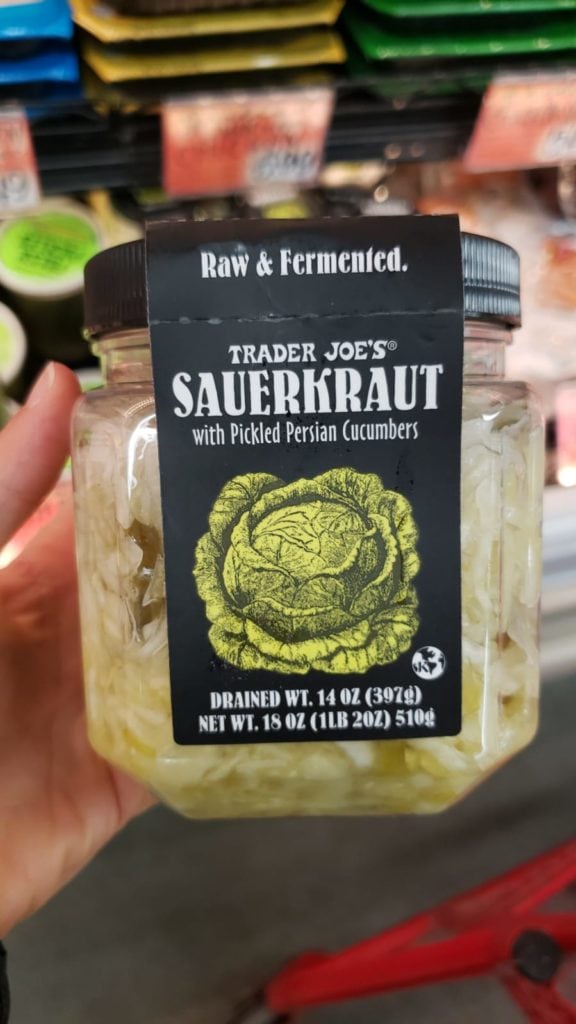 Raw & Fermented.
TRADER JOE'S®
SAUERKRAUT
with Pickled Persian Cucumbers
DRAINED WT. 14 OZ (397g)
NET WT. 18 OZ (1LB 2OZ) 510g